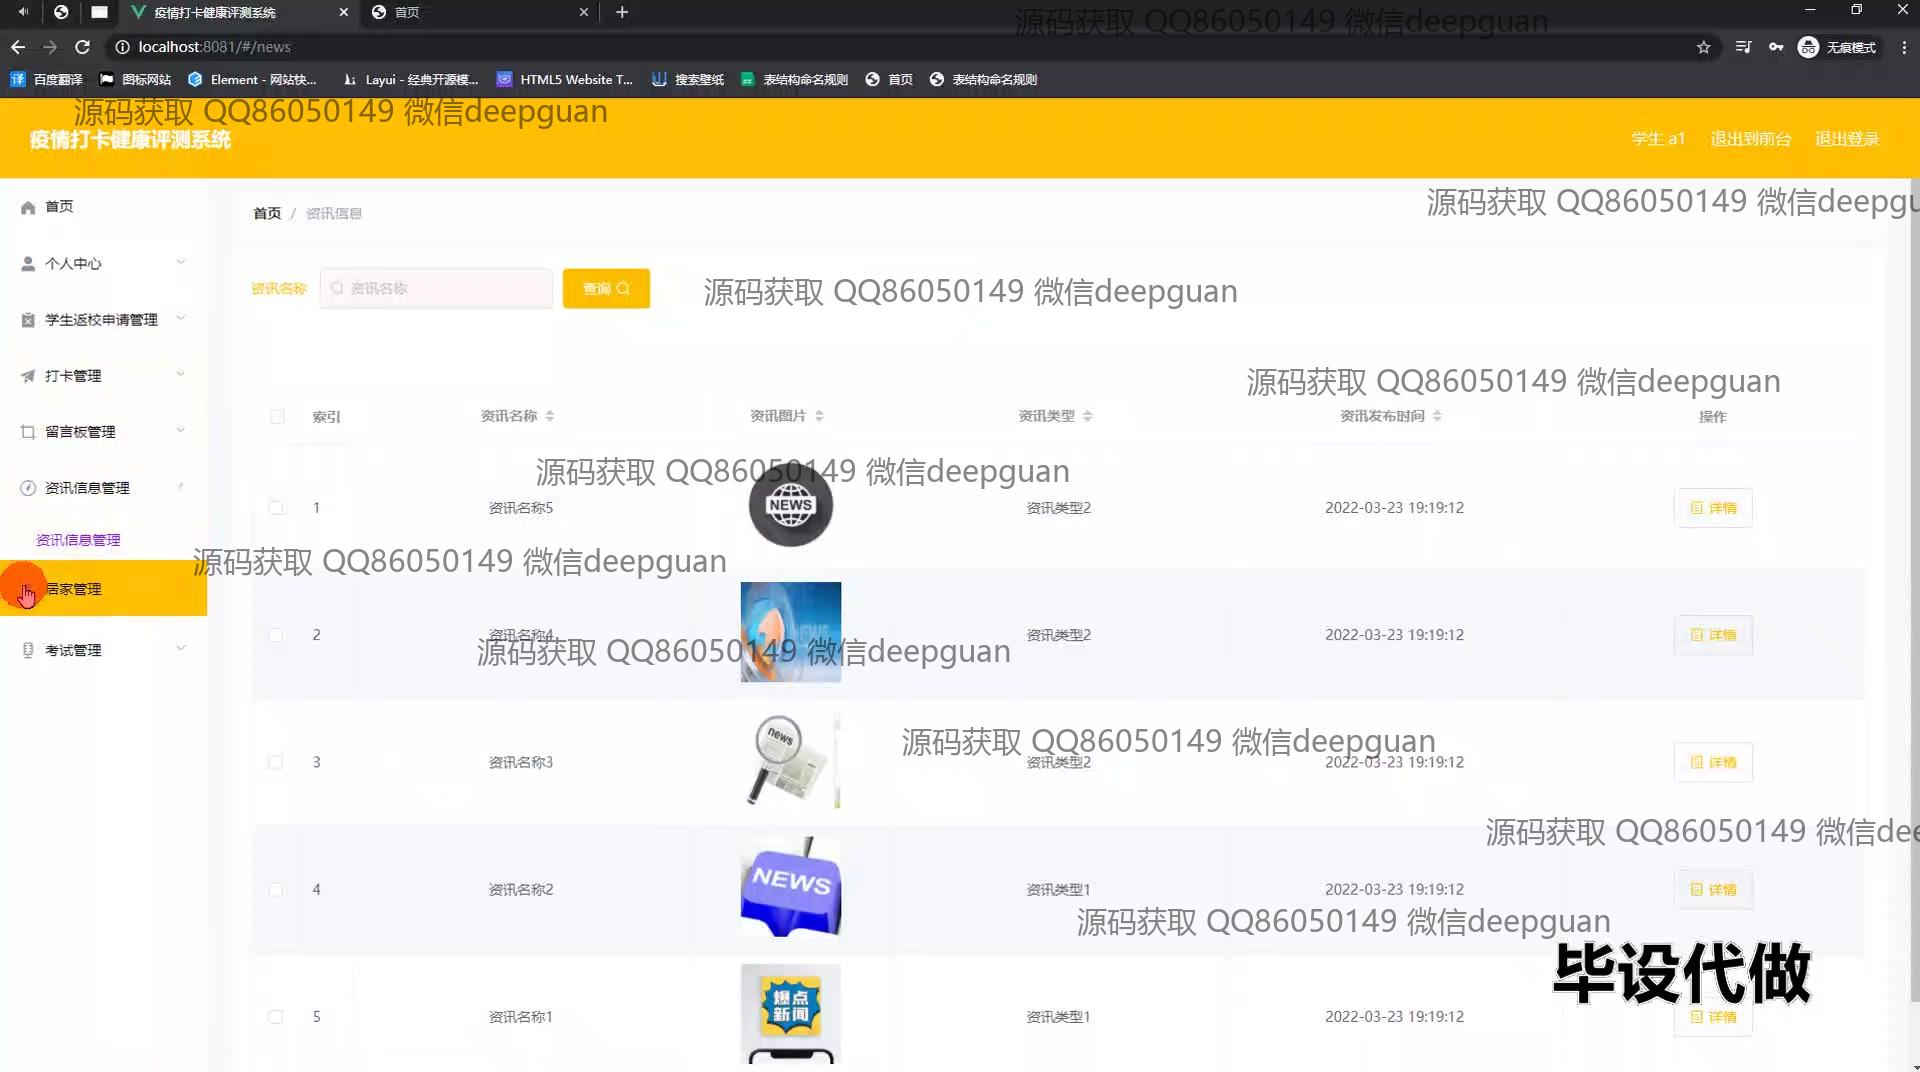 疫情打卡健康评测系统
首页
源码获取 QQ86050149 微信deepguan
localhost:8081/#/news
无痕模式
百度翻译
图标网站
Element - 网站快...
Layui - 经典开源模...
HTML5 Website T...
搜索壁纸
表结构命名规则
首页
表结构命名规则
源码获取 QQ86050149 微信deepguan
疫情打卡健康评测系统
学生 a1
退出到前台
退出登录
首页
个人中心
学生返校申请管理
打卡管理
留言板管理
资讯信息管理
资讯信息管理
居家管理
考试管理
首页 / 资讯信息
源码获取 QQ86050149 微信deepgu
资讯名称
资讯名称
查询
源码获取 QQ86050149 微信deepguan
源码获取 QQ86050149 微信deepguan
索引 资讯名称 资讯图片 资讯类型 资讯发布时间 操作
源码获取 QQ86050149 微信deepguan
1 资讯名称5 NEWS 资讯类型2 2022-03-23 19:19:12 详情
源码获取 QQ86050149 微信deepguan
2 资讯名称4 资讯类型2 2022-03-23 19:19:12 详情
源码获取 QQ86050149 微信deepguan
源码获取 QQ86050149 微信deepguan
3 资讯名称3 news 资讯类型2 2022-03-23 19:19:12 详情
源码获取 QQ86050149 微信dee
4 资讯名称2 NEWS 资讯类型1 2022-03-23 19:19:12 详情
源码获取 QQ86050149 微信deepguan
毕设代做
5 资讯名称1 爆点新闻 资讯类型1 2022-03-23 19:19:12 详情